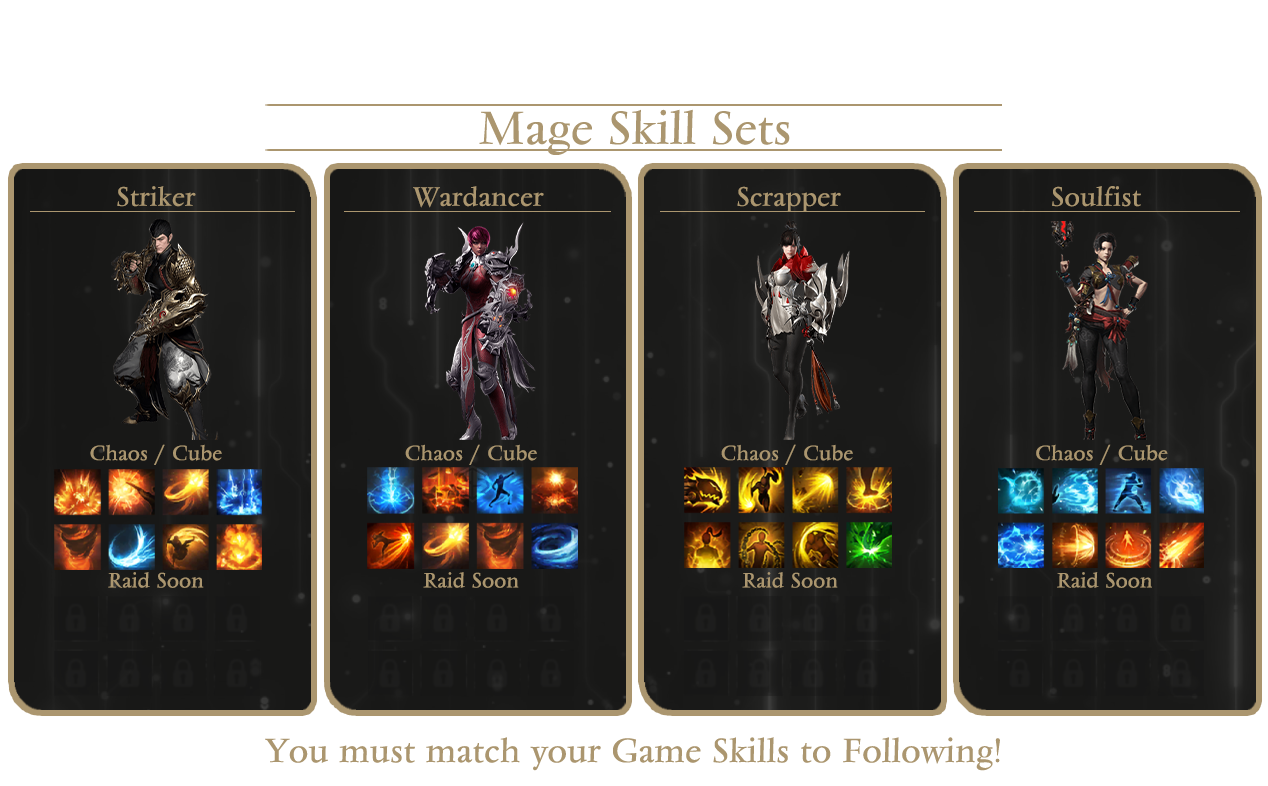 Mage Skill Sets
Striker
Chaos / Cube
Raid Soon
Wardancer
Chaos / Cube
Raid Soon
Scrapper
Chaos / Cube
Raid Soon
Soulfist
Chaos / Cube
Raid Soon
You must match your Game Skills to Following!